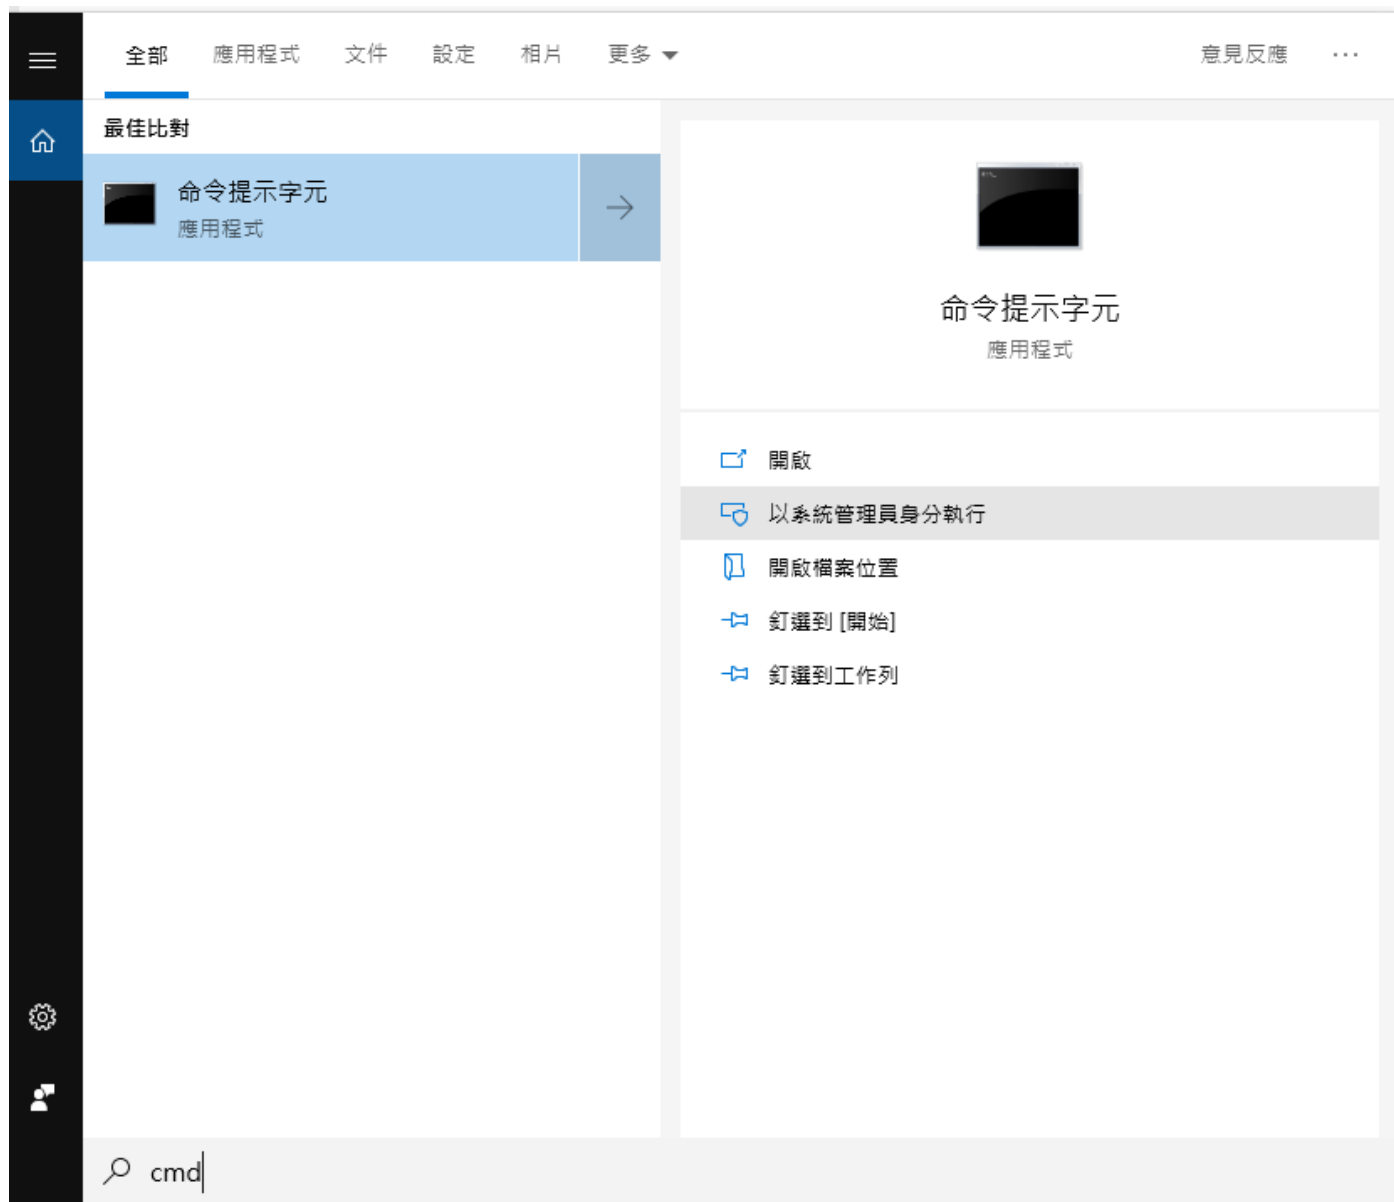 全部 應用程式 文件 設定 相片 更多 意見反應 ...
最佳比對
命令提示字元
應用程式
命令提示字元
應用程式
開啟
以系統管理員身分執行
開啟檔案位置
釘選到 [開始]
釘選到工作列
cmd